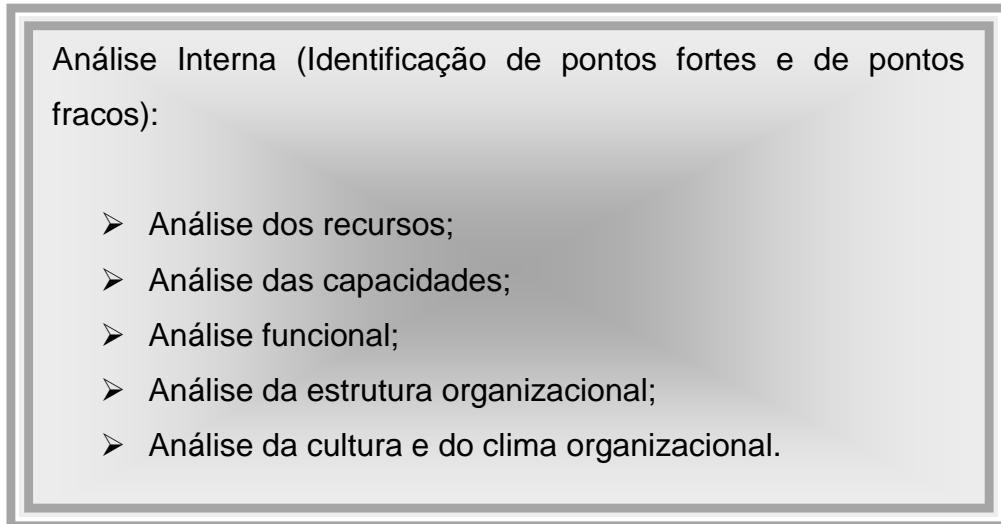 Análise Interna (Identificação de pontos fortes e de pontos
fracos):
➢ Análise dos recursos;
➢ Análise das capacidades;
➢ Análise funcional;
➢ Análise da estrutura organizacional;
➢ Análise da cultura e do clima organizacional.